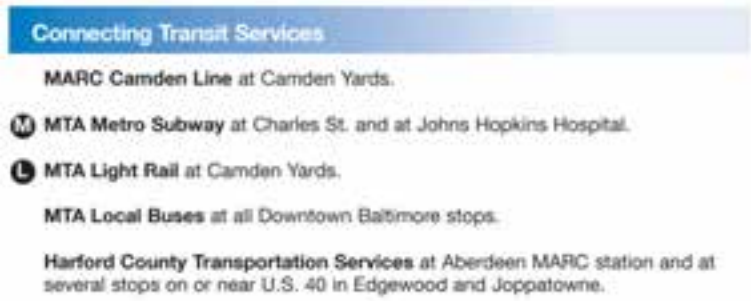 Connecting Transit Services
MARC Camden Line at Camden Yards.
M MTA Metro Subway at Charles St. and at Johns Hopkins Hospital.
L MTA Light Rail at Camden Yards.
MTA Local Buses at all Downtown Baltimore stops.
Harford County Transportation Services at Aberdeen MARC station and at
several stops on or near U.S. 40 in Edgewood and Joppatowne.